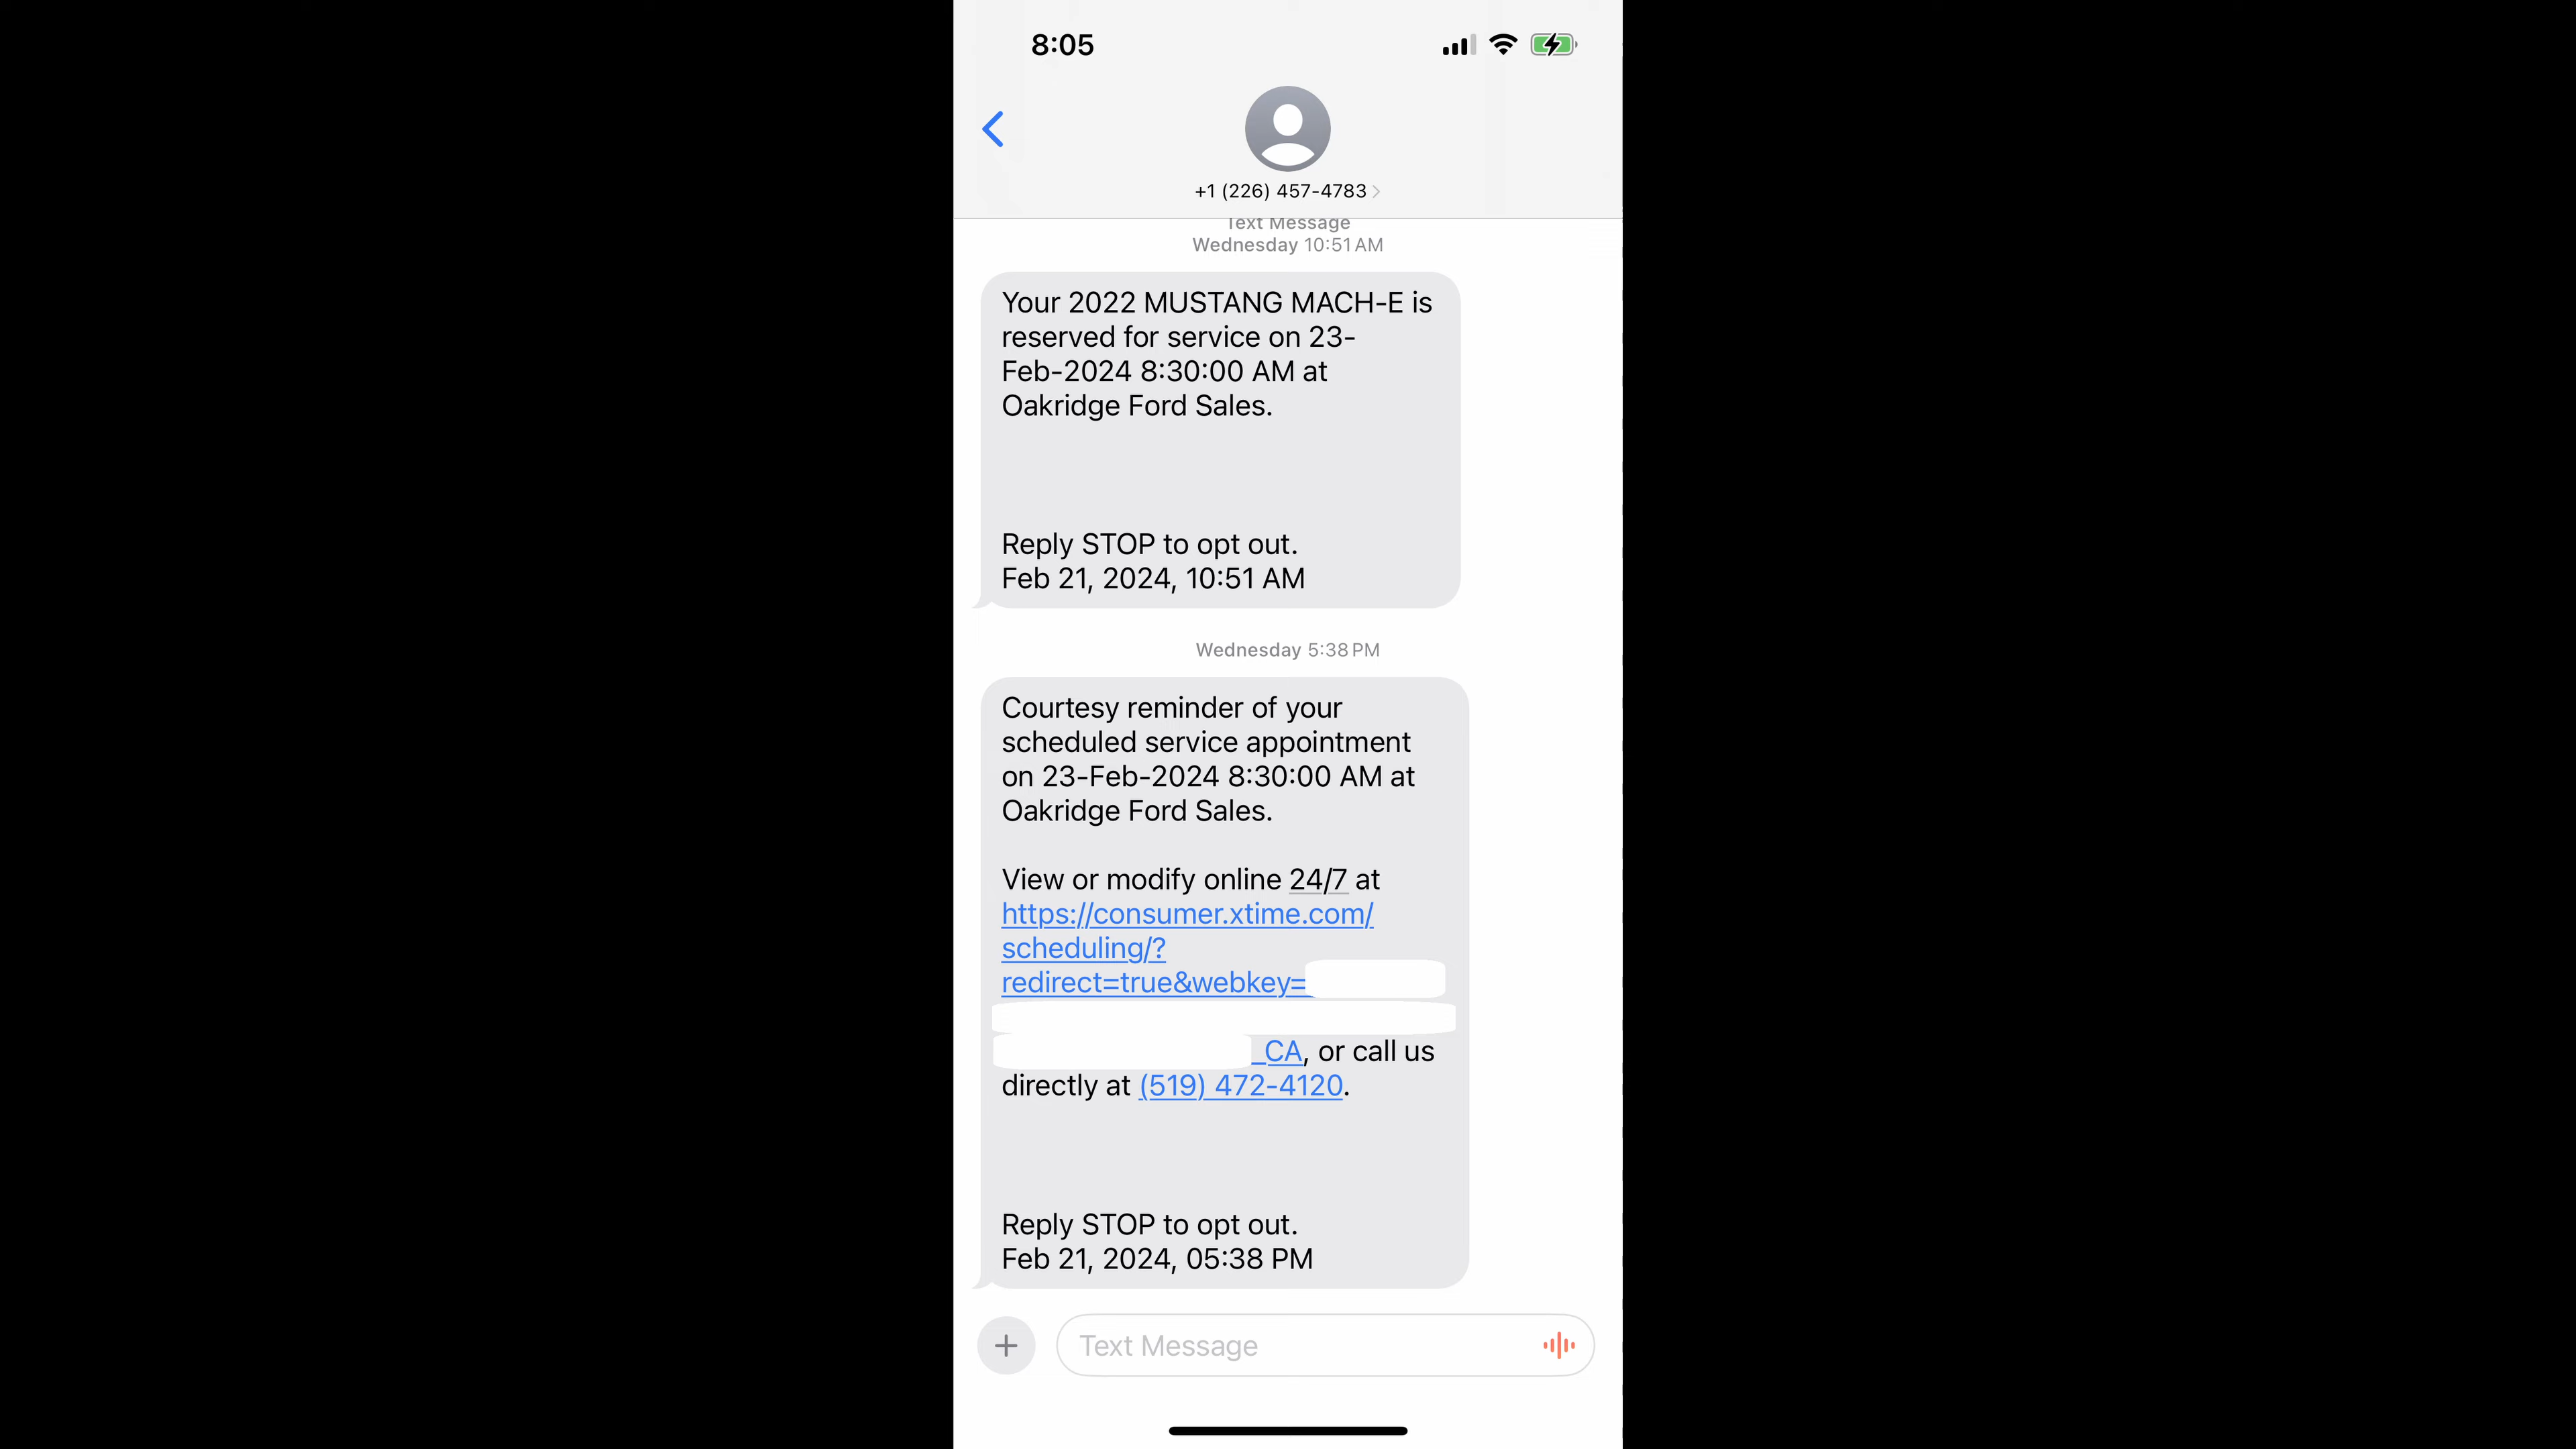 8:05
+1 (226) 457-4783
Text Message
Wednesday 10:51 AM
Your 2022 MUSTANG MACH-E is
reserved for service on 23-
Feb-2024 8:30:00 AM at
Oakridge Ford Sales.
Reply STOP to opt out.
Feb 21, 2024, 10:51 AM
Wednesday 5:38 PM
Courtesy reminder of your
scheduled service appointment
on 23-Feb-2024 8:30:00 AM at
Oakridge Ford Sales.
View or modify online 24/7 at
https://consumer.xtime.com/
scheduling/?
redirect=true&webkey=
_CA, or call us
directly at (519) 472-4120.
Reply STOP to opt out.
Feb 21, 2024, 05:38 PM
Text Message